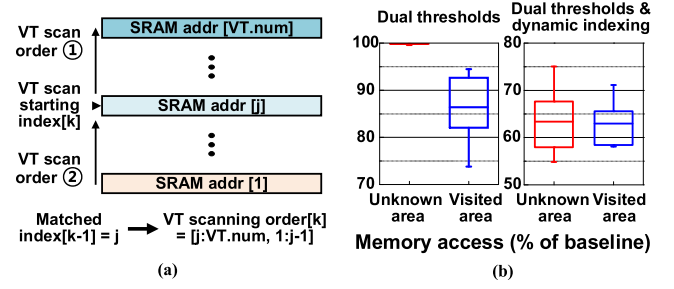 VT scan
order ①
SRAM addr [VT.num]
VT scan
starting
index[k]
SRAM addr [j]
VT scan
order ②
SRAM addr [1]
Matched
index[k-1] = j
VT scanning order[k]
= [j:VT.num, 1:j-1]
(a)
Dual thresholds
100
90
80
70
Unknown
area
Visited
area
Dual thresholds &
dynamic indexing
80
70
60
50
Unknown
area
Visited
area
Memory access (% of baseline)
(b)